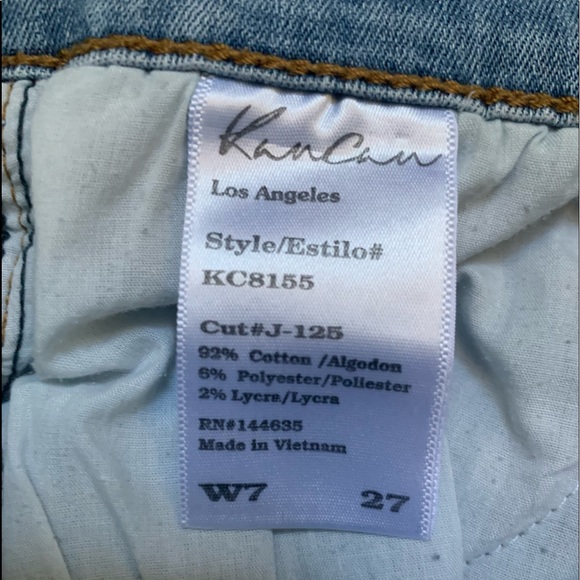 KanCan
Los Angeles
Style/Estilo#
KC8155
Cut#J-125
92% Cotton /Algodon
6% Polyester/Poliester
2% Lycra/Lycra
RN#144635
Made in Vietnam
W7 27